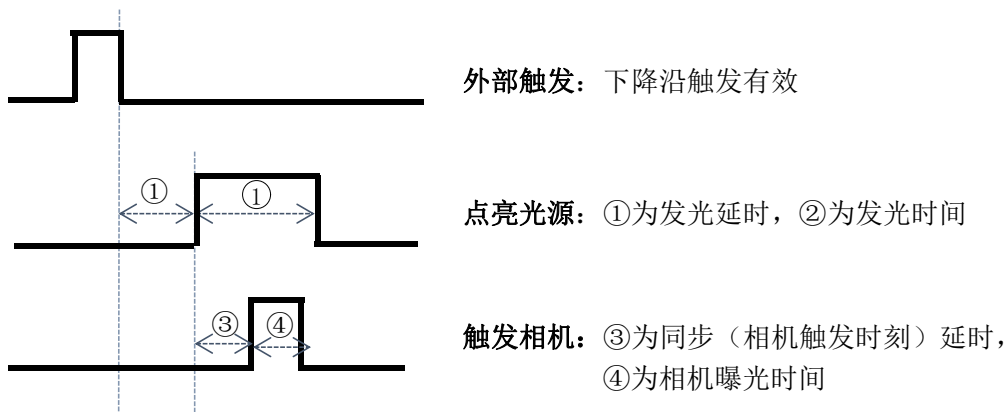 外部触发：下降沿触发有效
① ①
点亮光源：①为发光延时，②为发光时间
③ ④
触发相机：③为同步（相机触发时刻）延时，
④为相机曝光时间